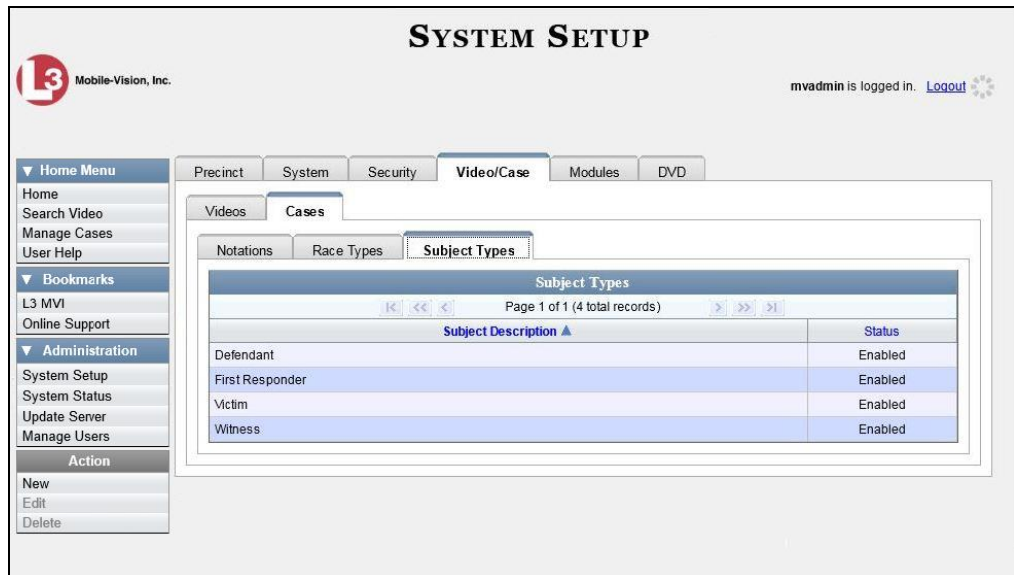 SYSTEM SETUP
L3 Mobile-Vision, Inc.
mvadmin is logged in. Logout
▼ Home Menu
Home
Search Video
Manage Cases
User Help
▼ Bookmarks
L3 MVI
Online Support
▼ Administration
System Setup
System Status
Update Server
Manage Users
Action
New
Edit
Delete
Precinct System Security Video/Case Modules DVD
Videos Cases
Notations Race Types Subject Types
Subject Types
Page 1 of 1 (4 total records)
Subject Description ▲ Status
Defendant Enabled
First Responder Enabled
Victim Enabled
Witness Enabled